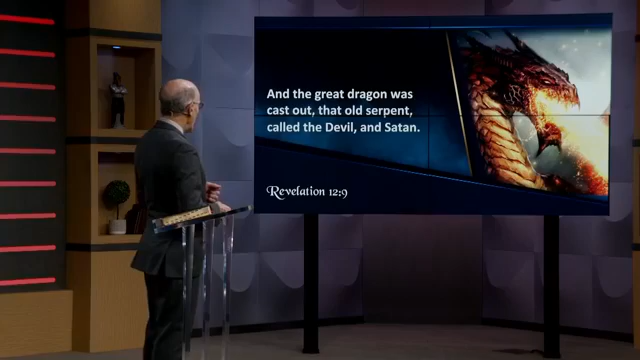 And the great dragon was
cast out, that old serpent,
called the Devil, and Satan.
Revelation 12:9